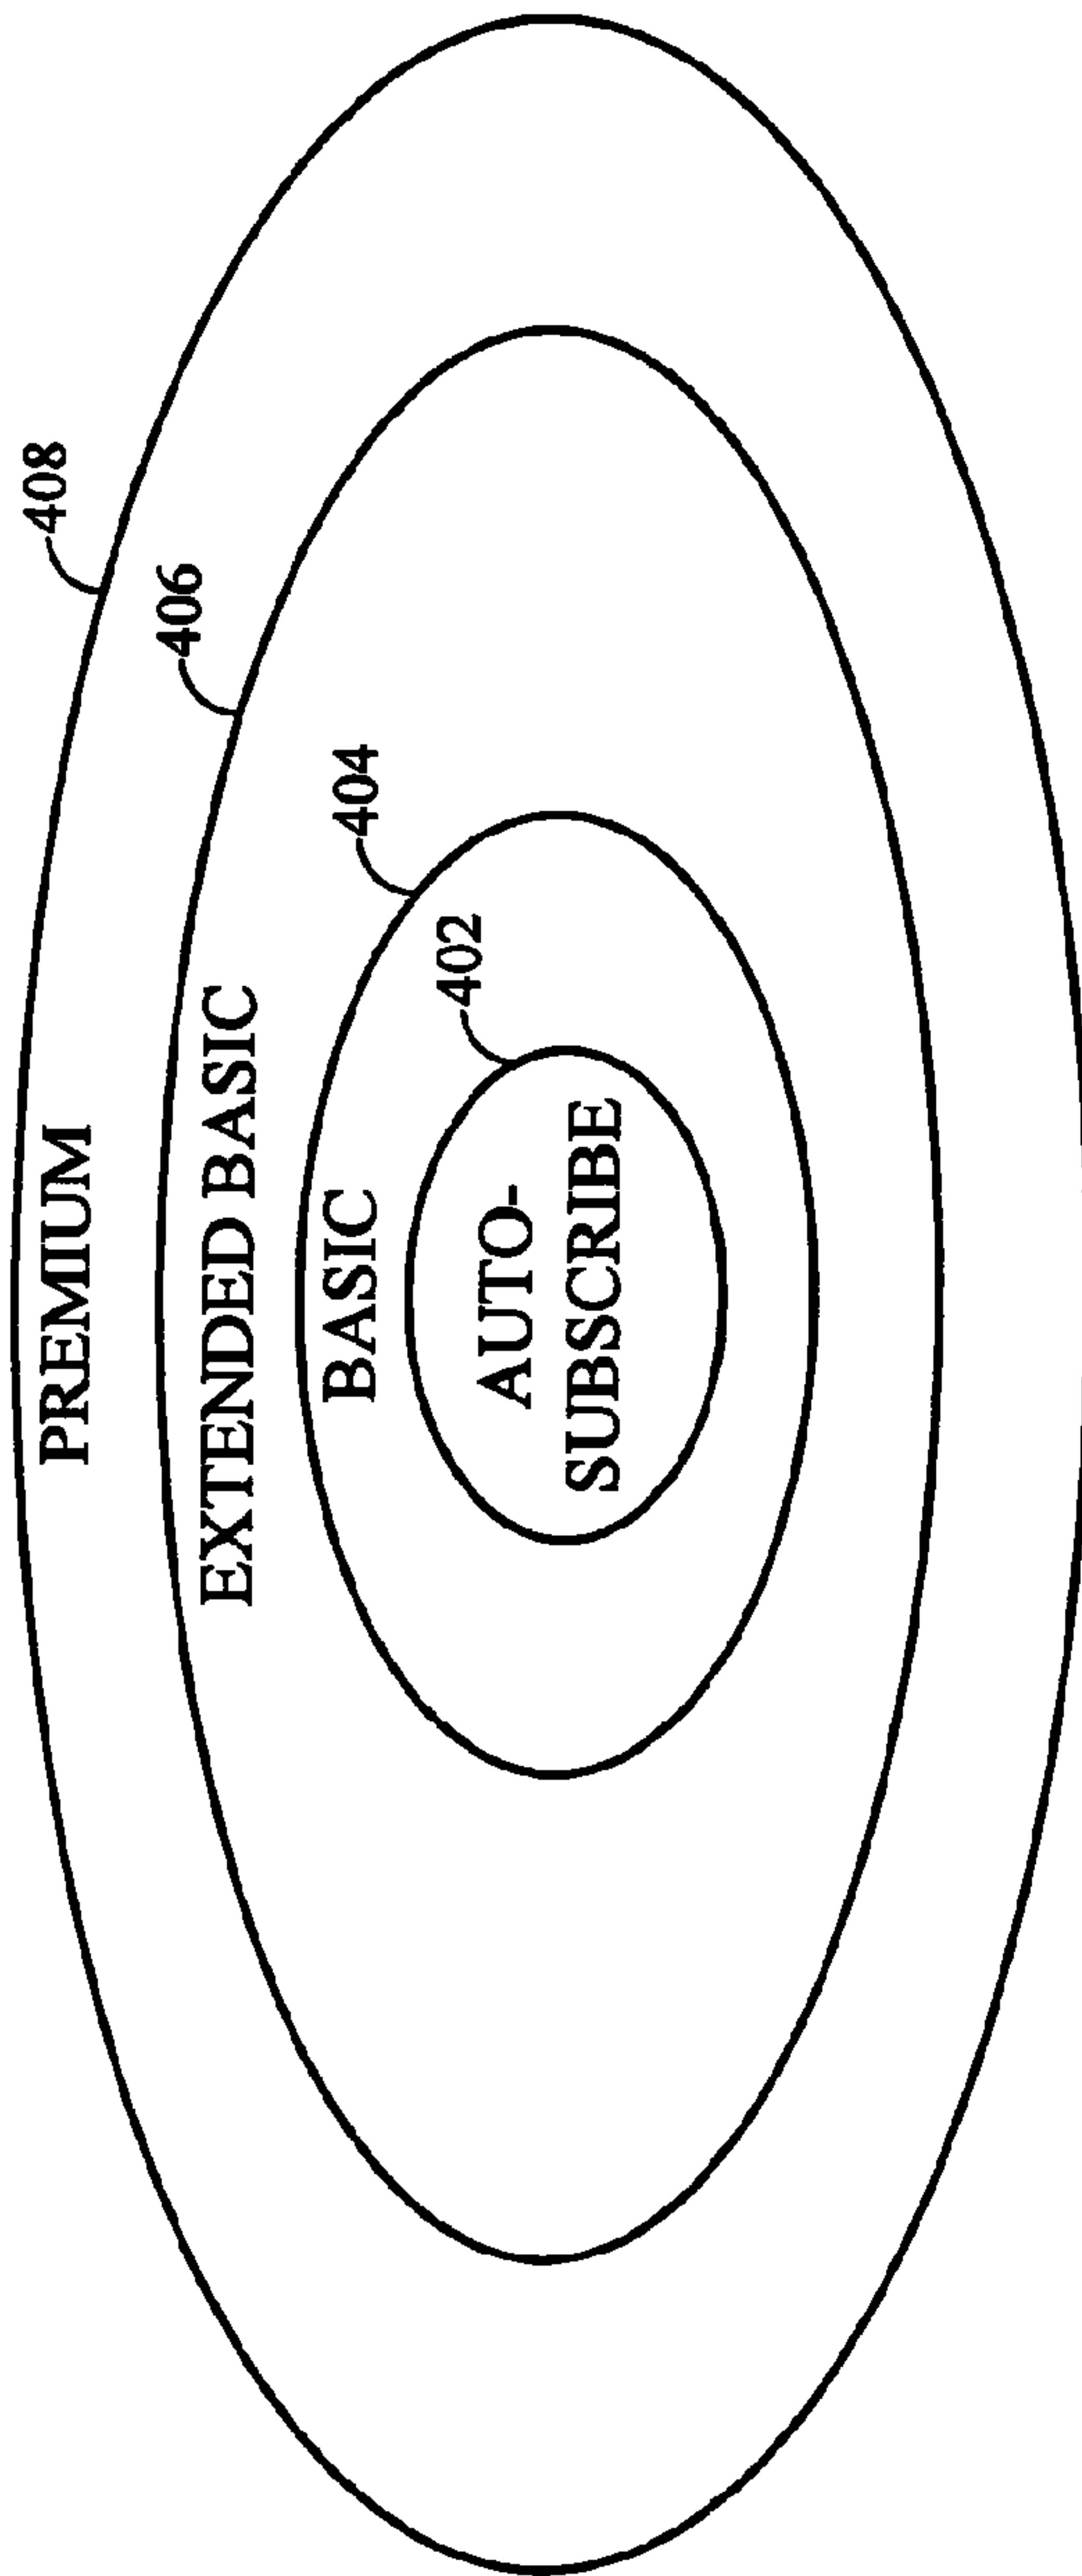 408
PREMIUM
406
EXTENDED BASIC
404
BASIC
402
AUTO-
SUBSCRIBE